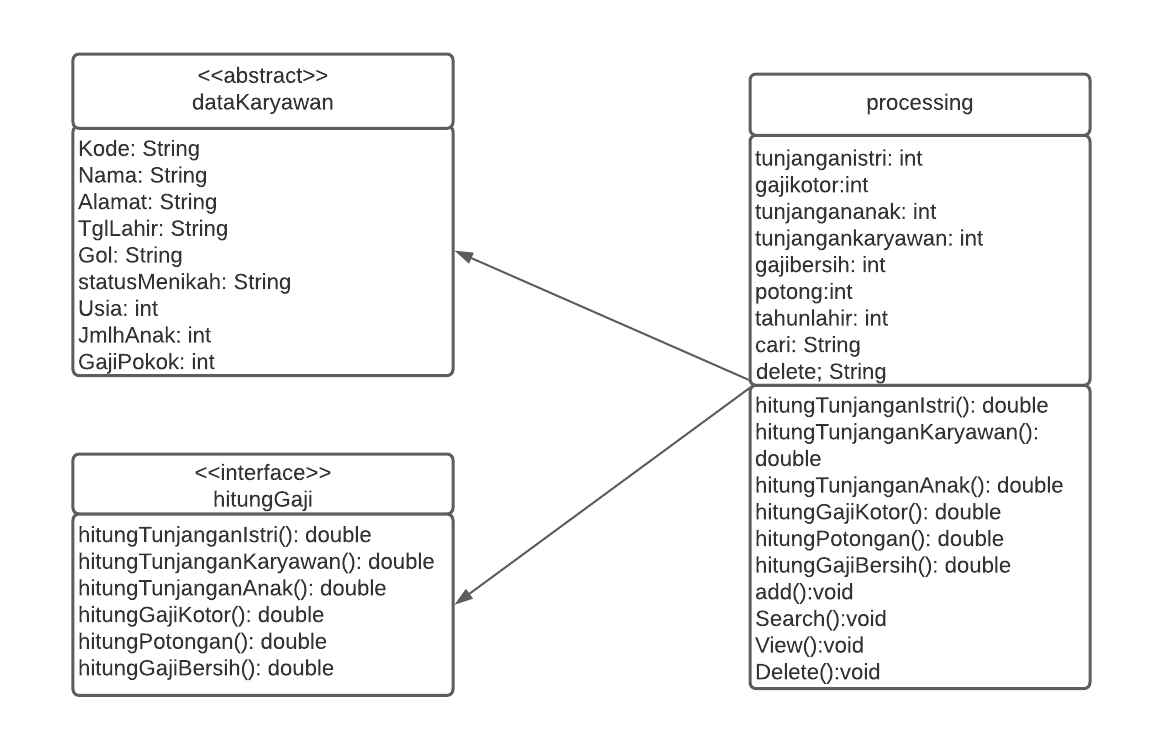 <<abstract>>
dataKaryawan
Kode: String
Nama: String
Alamat: String
TglLahir: String
Gol: String
statusMenikah: String
Usia: int
JmlhAnak: int
GajiPokok: int
<<interface>>
hitungGaji
hitungTunjanganIstri(): double
hitungTunjanganKaryawan(): double
hitungTunjanganAnak(): double
hitungGajiKotor(): double
hitungPotongan(): double
hitungGajiBersih(): double
processing
tunjanganistri: int
gajikotor:int
tunjangananak: int
tunjangankaryawan: int
gajibersih: int
potong:int
tahunlahir: int
cari: String
delete; String
hitungTunjanganIstri(): double
hitungTunjanganKaryawan():
double
hitungTunjanganAnak(): double
hitungGajiKotor(): double
hitungPotongan(): double
hitungGajiBersih(): double
add():void
Search():void
View():void
Delete():void